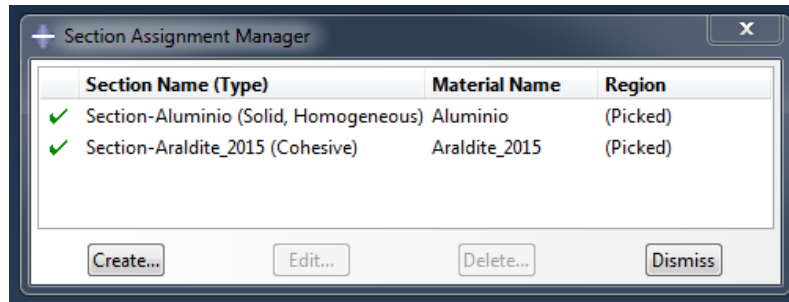 Section Assignment Manager
x
Section Name (Type) Material Name Region
Section-Aluminio (Solid, Homogeneous) Aluminio (Picked)
Section-Araldite_2015 (Cohesive) Araldite_2015 (Picked)
Create... Edit... Delete... Dismiss